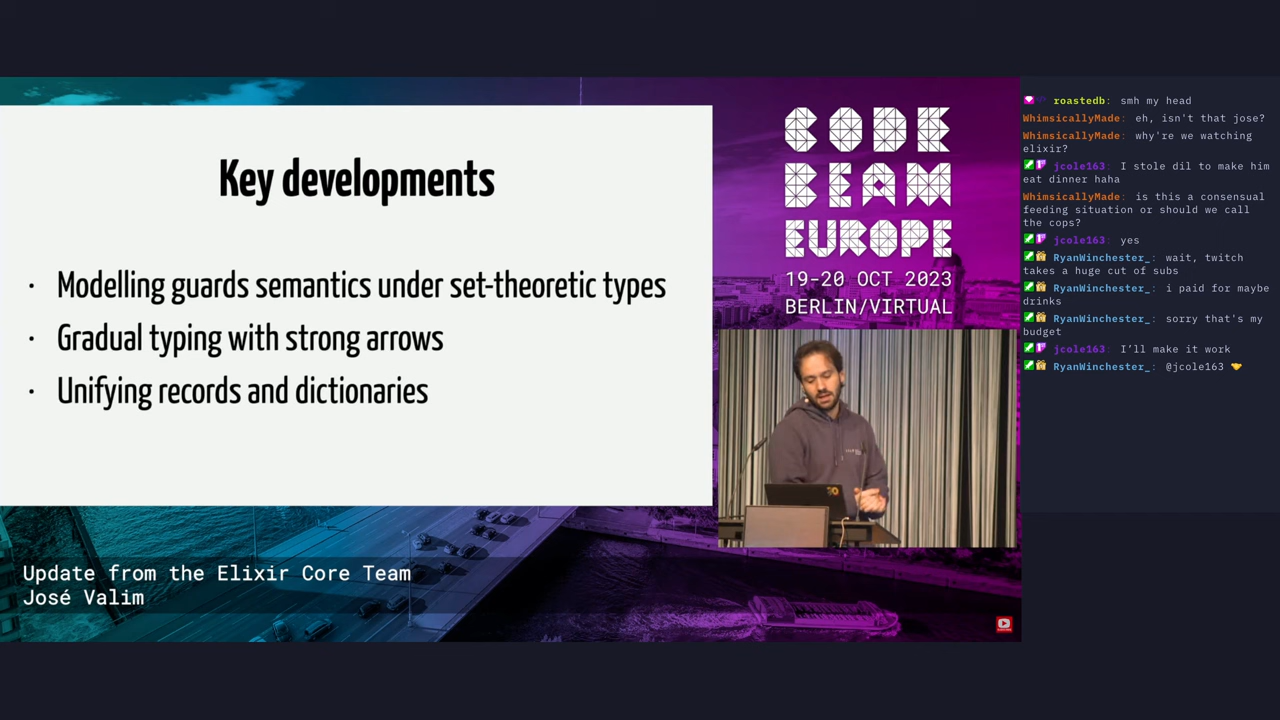 Key developments
· Modelling guards semantics under set-theoretic types
· Gradual typing with strong arrows
· Unifying records and dictionaries
CODE
BEAM
EUROPE
19-20 OCT 2023
BERLIN/VIRTUAL
Update from the Elixir Core Team
José Valim
roastedb: smh my head
WhimsicallyMade: eh, isn't that jose?
WhimsicallyMade: why're we watching
elixir?
jcole163: I stole dil to make him
eat dinner haha
WhimsicallyMade: is this a consensual
feeding situation or should we call
the cops?
jcole163: yes
RyanWinchester_: wait, twitch
takes a huge cut of subs
RyanWinchester_: i paid for maybe
drinks
RyanWinchester_: sorry that's my
budget
jcole163: I’ll make it work
RyanWinchester_: @jcole163 🤝